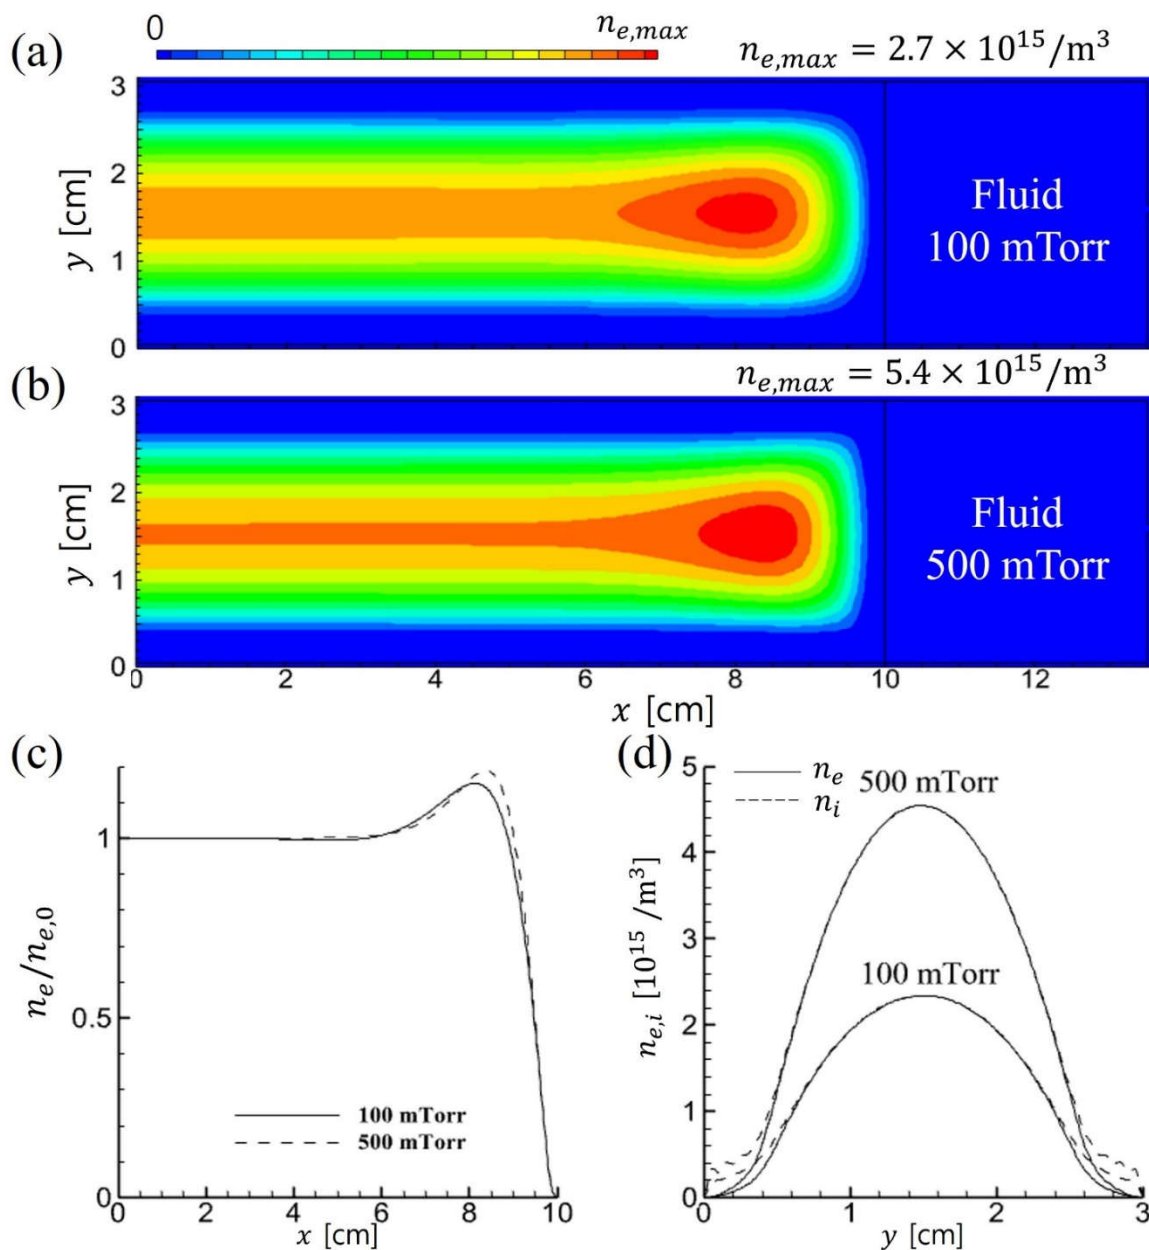 (a)
0
n_{e,max}
n_{e,max} = 2.7 × 10^{15}/m^3
3
2
1
0
y [cm]
Fluid
100 mTorr
(b)
n_{e,max} = 5.4 × 10^{15}/m^3
3
2
1
0
y [cm]
Fluid
500 mTorr
0 2 4 6 8 10 12
x [cm]
(c)
1
0.5
0
n_e/n_{e,0}
100 mTorr
500 mTorr
0 2 4 6 8 10
x [cm]
(d)
5
4
3
2
1
0
n_{e,i} [10^{15} /m^3]
n_e
n_i
500 mTorr
100 mTorr
0 1 2 3
y [cm]